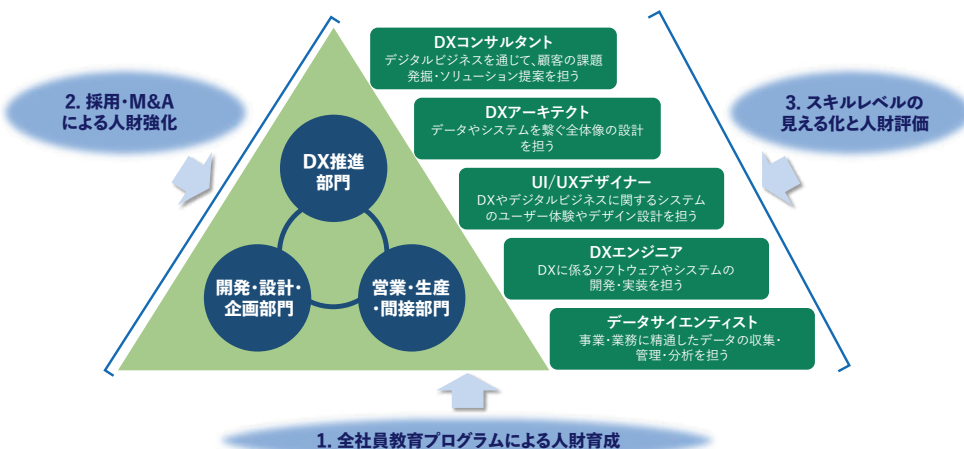 DXコンサルタント
デジタルビジネスを通じて、顧客の課題
発掘・ソリューション提案を担う
2. 採用・M&A
による人財強化
3. スキルレベルの
見える化と人財評価
DXアーキテクト
データやシステムを繋ぐ全体像の設計
を担う
DX推進
部門
UI/UXデザイナー
DXやデジタルビジネスに関するシステム
のユーザー体験やデザイン設計を担う
DXエンジニア
DXに係るソフトウェアやシステムの
開発・実装を担う
開発・設計・
企画部門
営業・生産
・間接部門
データサイエンティスト
事業・業務に精通したデータの収集・
管理・分析を担う
1. 全社員教育プログラムによる人財育成